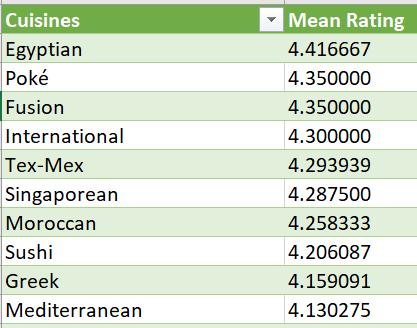 Cuisines Mean Rating
Egyptian 4.416667
Poké 4.350000
Fusion 4.350000
International 4.300000
Tex-Mex 4.293939
Singaporean 4.287500
Moroccan 4.258333
Sushi 4.206087
Greek 4.159091
Mediterranean 4.130275